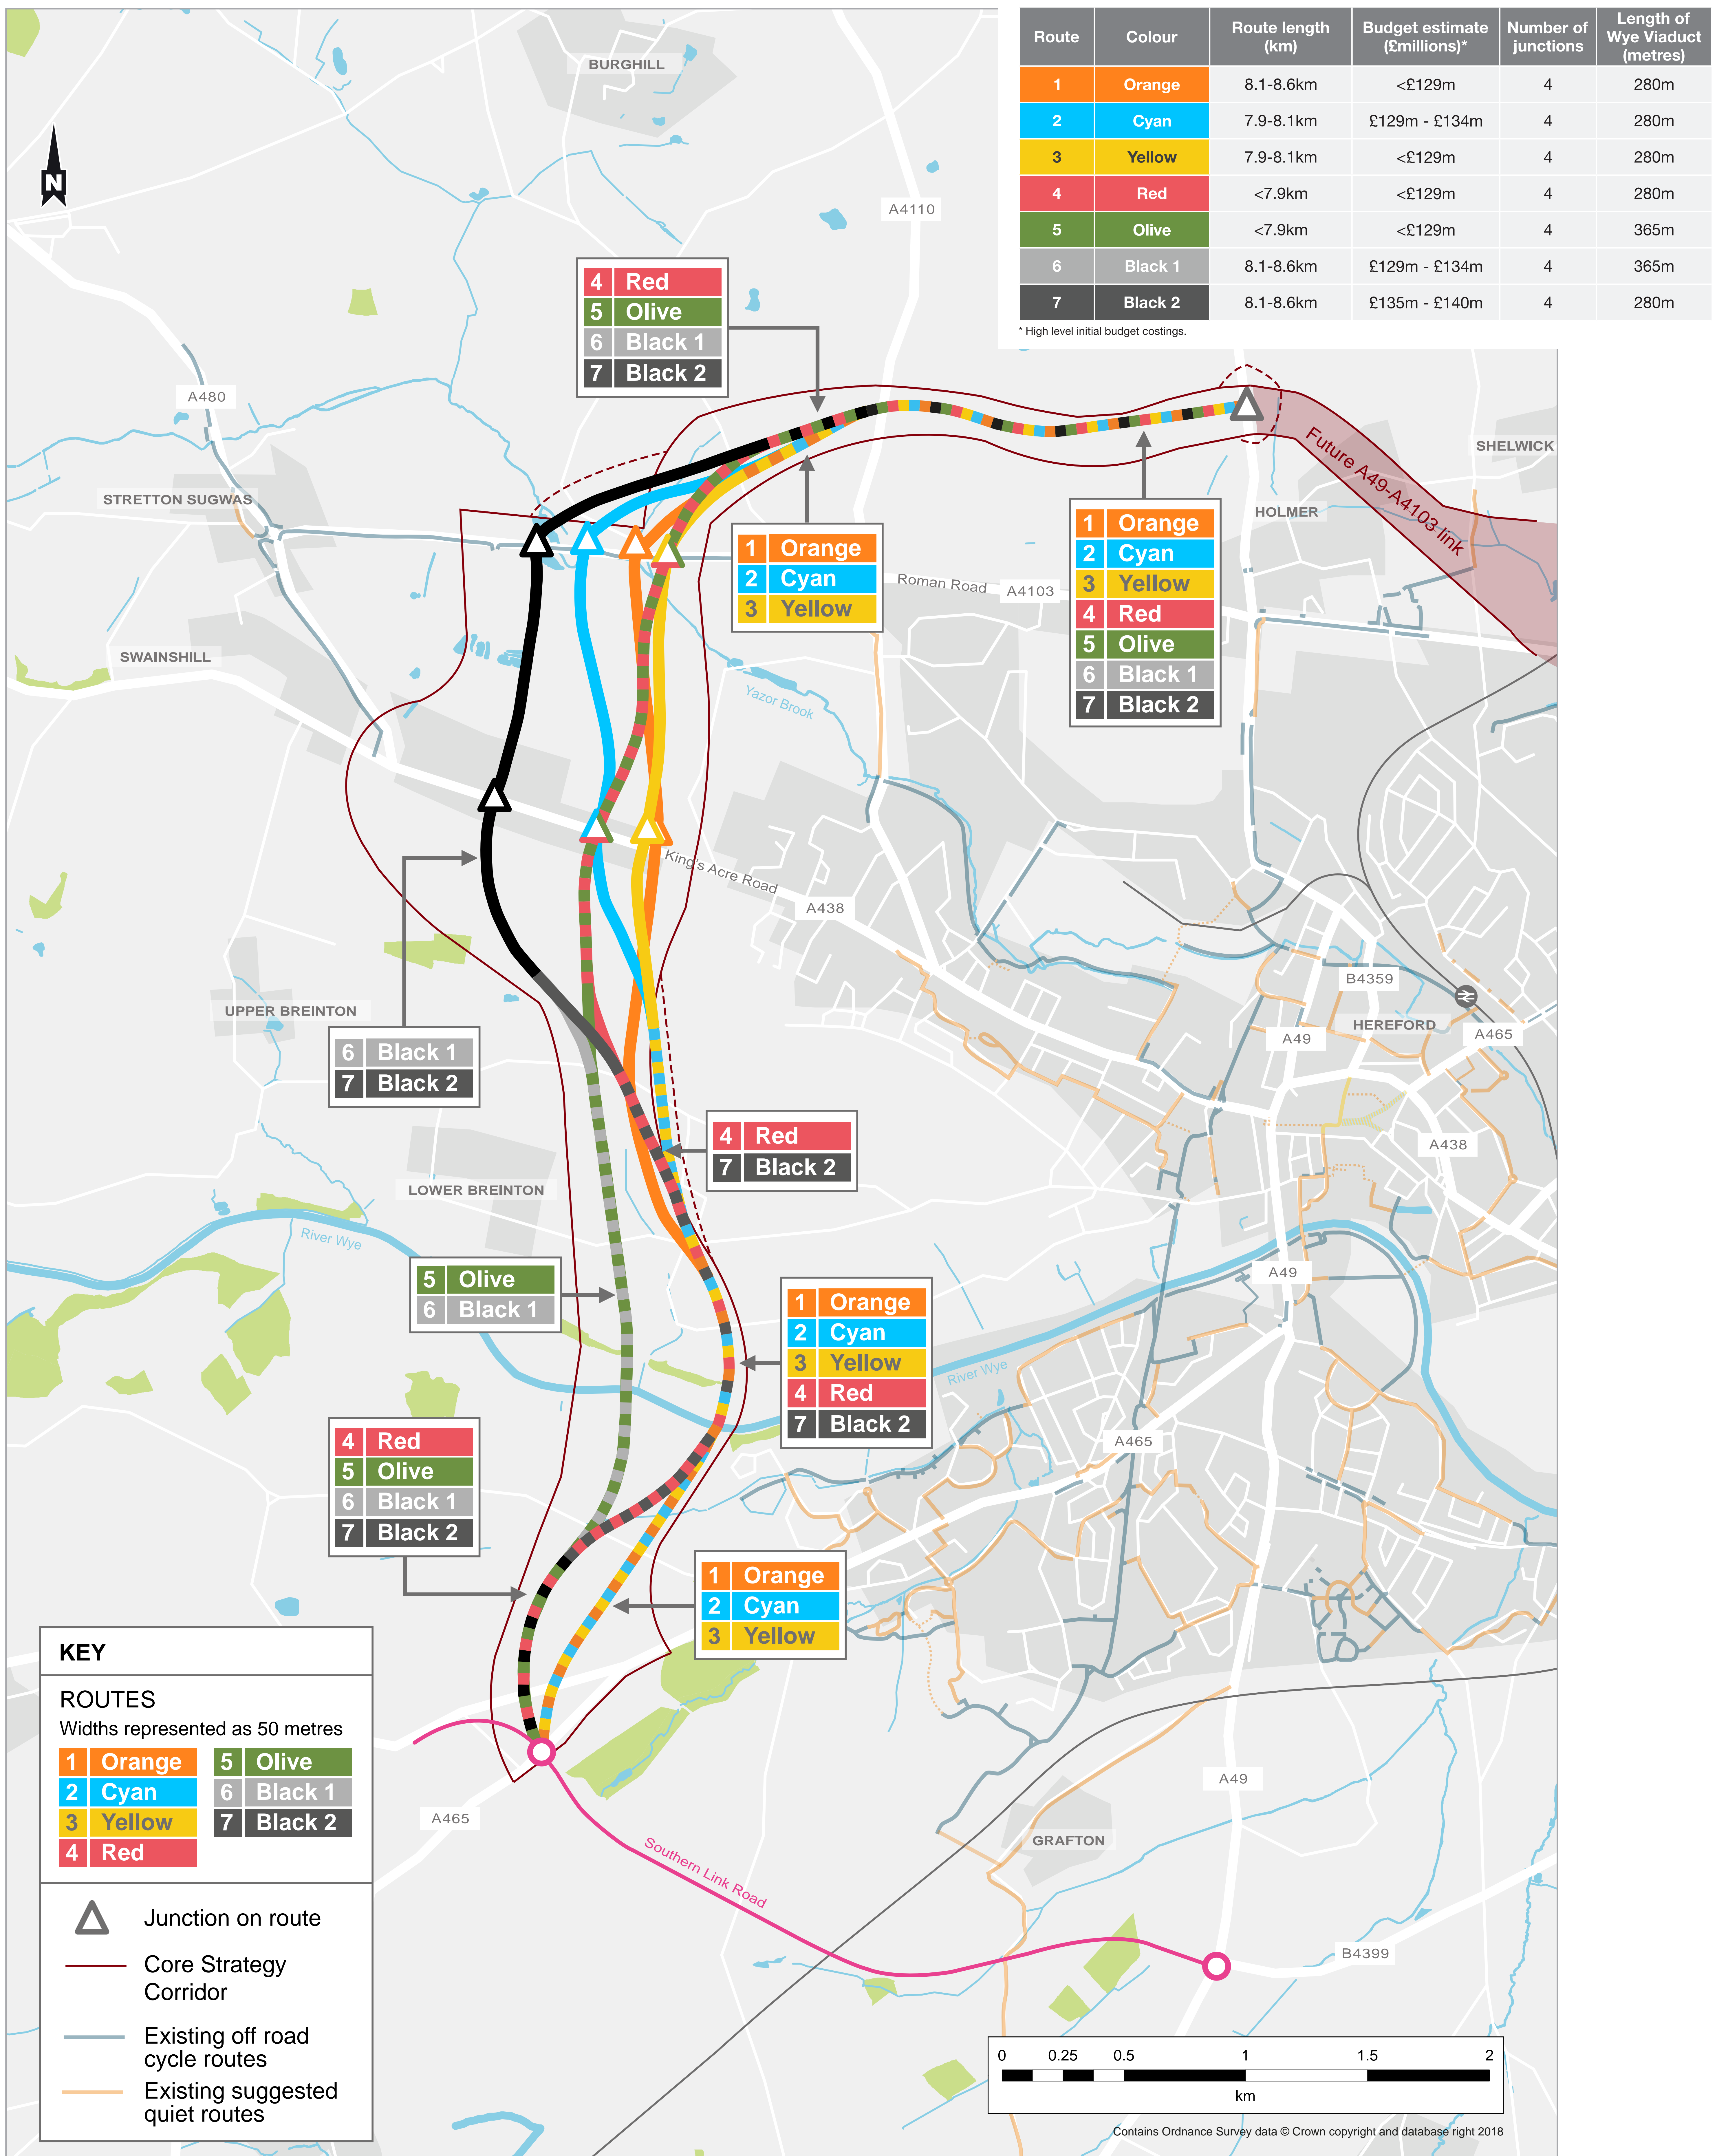 Route Colour Route length (km) Budget estimate (£millions)* Number of junctions Length of Wye Viaduct (metres)
1 Orange 8.1-8.6km <£129m 4 280m
2 Cyan 7.9-8.1km £129m - £134m 4 280m
3 Yellow 7.9-8.1km <£129m 4 280m
4 Red <7.9km <£129m 4 280m
5 Olive <7.9km <£129m 4 365m
6 Black 1 8.1-8.6km £129m - £134m 4 365m
7 Black 2 8.1-8.6km £135m - £140m 4 280m
* High level initial budget costings.
BURGHILL
N
A4110
4 Red
5 Olive
6 Black 1
7 Black 2
A480
SHELWICK
Future A49-A4103 link
STRETTON SUGWAS
HOLMER
1 Orange
2 Cyan
3 Yellow
1 Orange
2 Cyan
3 Yellow
4 Red
5 Olive
6 Black 1
7 Black 2
Roman Road
A4103
SWAINSHILL
Yazor Brook
King's Acre Road
A438
B4359
UPPER BREINTON
HEREFORD
A49
A465
6 Black 1
7 Black 2
4 Red
7 Black 2
A438
LOWER BREINTON
River Wye
A49
5 Olive
6 Black 1
1 Orange
2 Cyan
3 Yellow
4 Red
7 Black 2
River Wye
4 Red
5 Olive
6 Black 1
7 Black 2
A465
1 Orange
2 Cyan
3 Yellow
KEY
ROUTES
Widths represented as 50 metres
1 Orange
2 Cyan
3 Yellow
4 Red
5 Olive
6 Black 1
7 Black 2
Junction on route
Core Strategy
Corridor
Existing off road
cycle routes
Existing suggested
quiet routes
A465
Southern Link Road
A49
GRAFTON
B4399
0 0.25 0.5 1 1.5 2
km
Contains Ordnance Survey data © Crown copyright and database right 2018